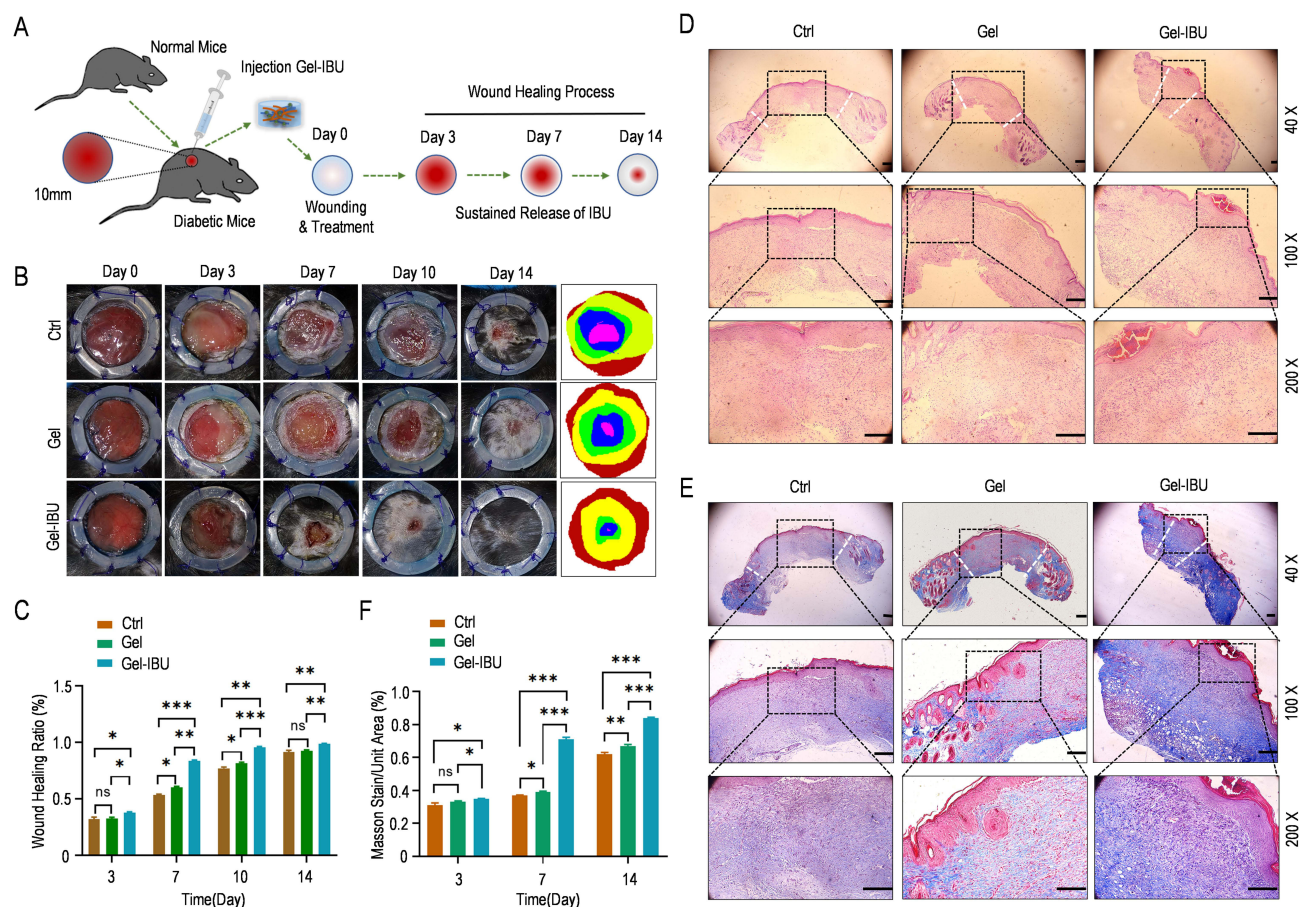 A
Normal Mice
Injection Gel-IBU
10mm
Diabetic Mice
Day 0
Wounding
& Treatment
Wound Healing Process
Day 3
Day 7
Day 14
Sustained Release of IBU
B
Day 0
Day 3
Day 7
Day 10
Day 14
Ctrl
Gel
Gel-IBU
C
Ctrl
Gel
Gel-IBU
Wound Healing Ratio (%)
1.5
1.0
0.5
0
ns
*
*
*
**
***
*
***
**
ns
**
**
3
7
10
14
Time(Day)
F
Ctrl
Gel
Gel-IBU
Masson Stain/Unit Area (%)
1.0
0.8
0.6
0.4
0.2
0
ns
*
*
*
***
***
**
***
***
3
7
14
Time(Day)
D
Ctrl
Gel
Gel-IBU
40 X
100 X
200 X
E
Ctrl
Gel
Gel-IBU
40 X
100 X
200 X